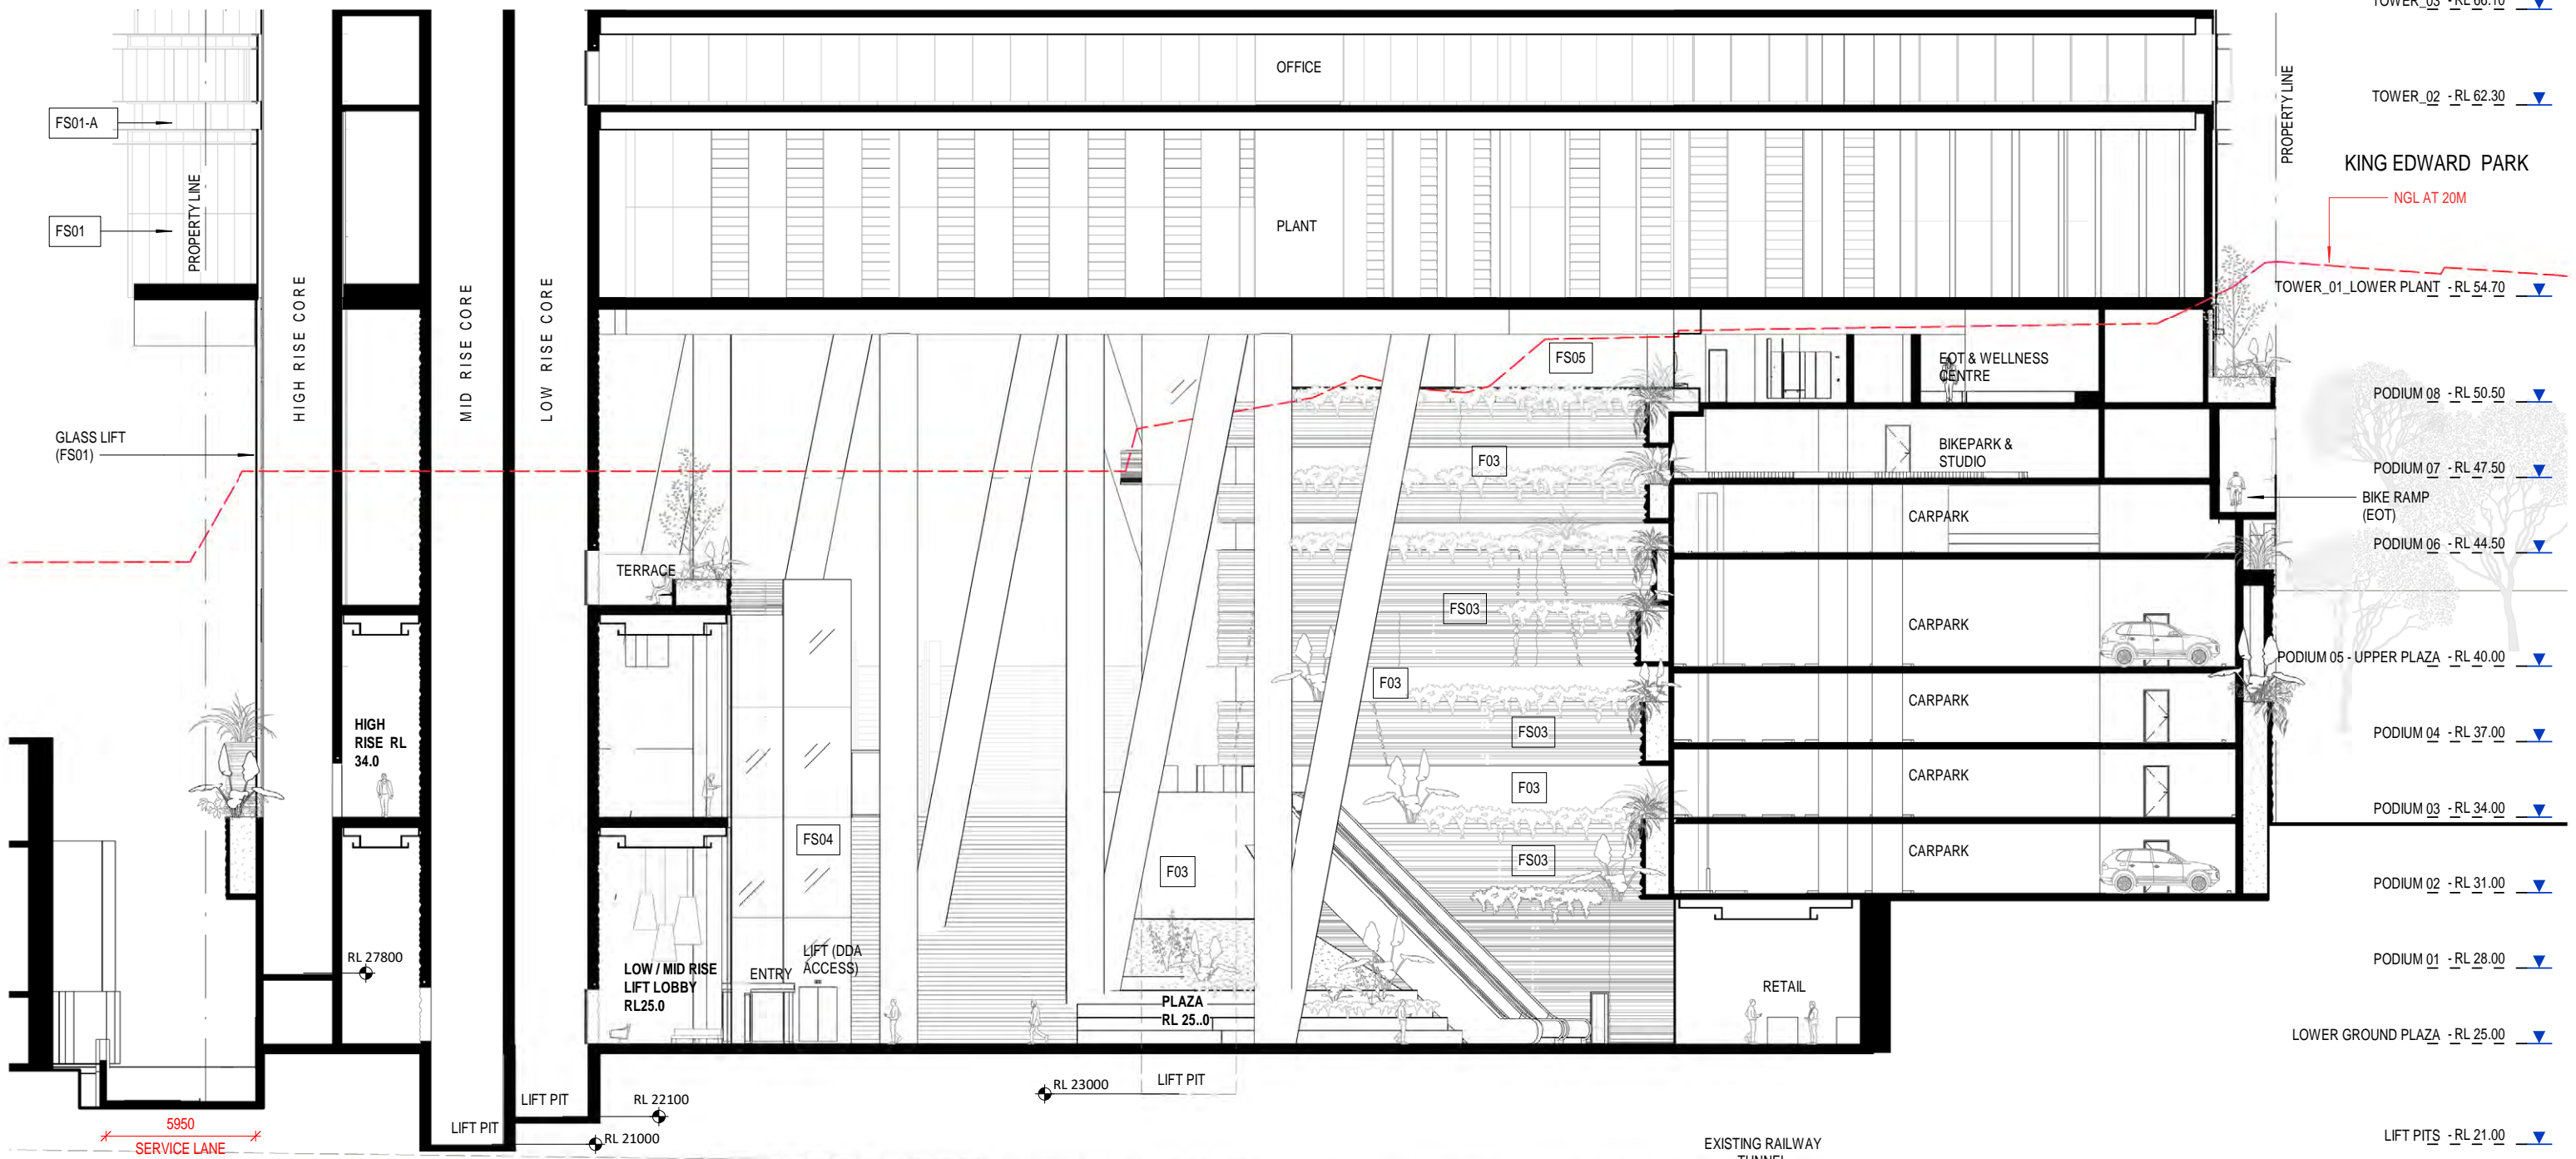 TOWER_03 - RL 66.10
OFFICE
TOWER_02 - RL 62.30
FS01-A
PROPERTY LINE
KING EDWARD PARK
NGL AT 20M
PROPERTY LINE
FS01
PLANT
TOWER_01_LOWER PLANT - RL 54.70
HIGH RISE CORE
MID RISE CORE
LOW RISE CORE
FS05
EOT & WELLNESS
CENTRE
PODIUM 08 - RL 50.50
GLASS LIFT
(FS01)
F03
BIKEPARK &
STUDIO
PODIUM 07 - RL 47.50
BIKE RAMP
(EOT)
CARPARK
PODIUM 06 - RL 44.50
TERRACE
FS03
CARPARK
PODIUM 05 - UPPER PLAZA - RL 40.00
F03
CARPARK
HIGH
RISE RL
34.0
FS03
PODIUM 04 - RL 37.00
F03
CARPARK
PODIUM 03 - RL 34.00
FS04
F03
FS03
CARPARK
PODIUM 02 - RL 31.00
RL 27800
LOW / MID RISE
LIFT LOBBY
RL25.0
ENTRY
LIFT (DDA
ACCESS)
PODIUM 01 - RL 28.00
PLAZA
RL 25..0
RETAIL
LOWER GROUND PLAZA - RL 25.00
LIFT PIT
RL 23000
LIFT PIT
RL 22100
5950
SERVICE LANE
LIFT PIT
RL 21000
EXISTING RAILWAY
TUNNEL
LIFT PITS - RL 21.00